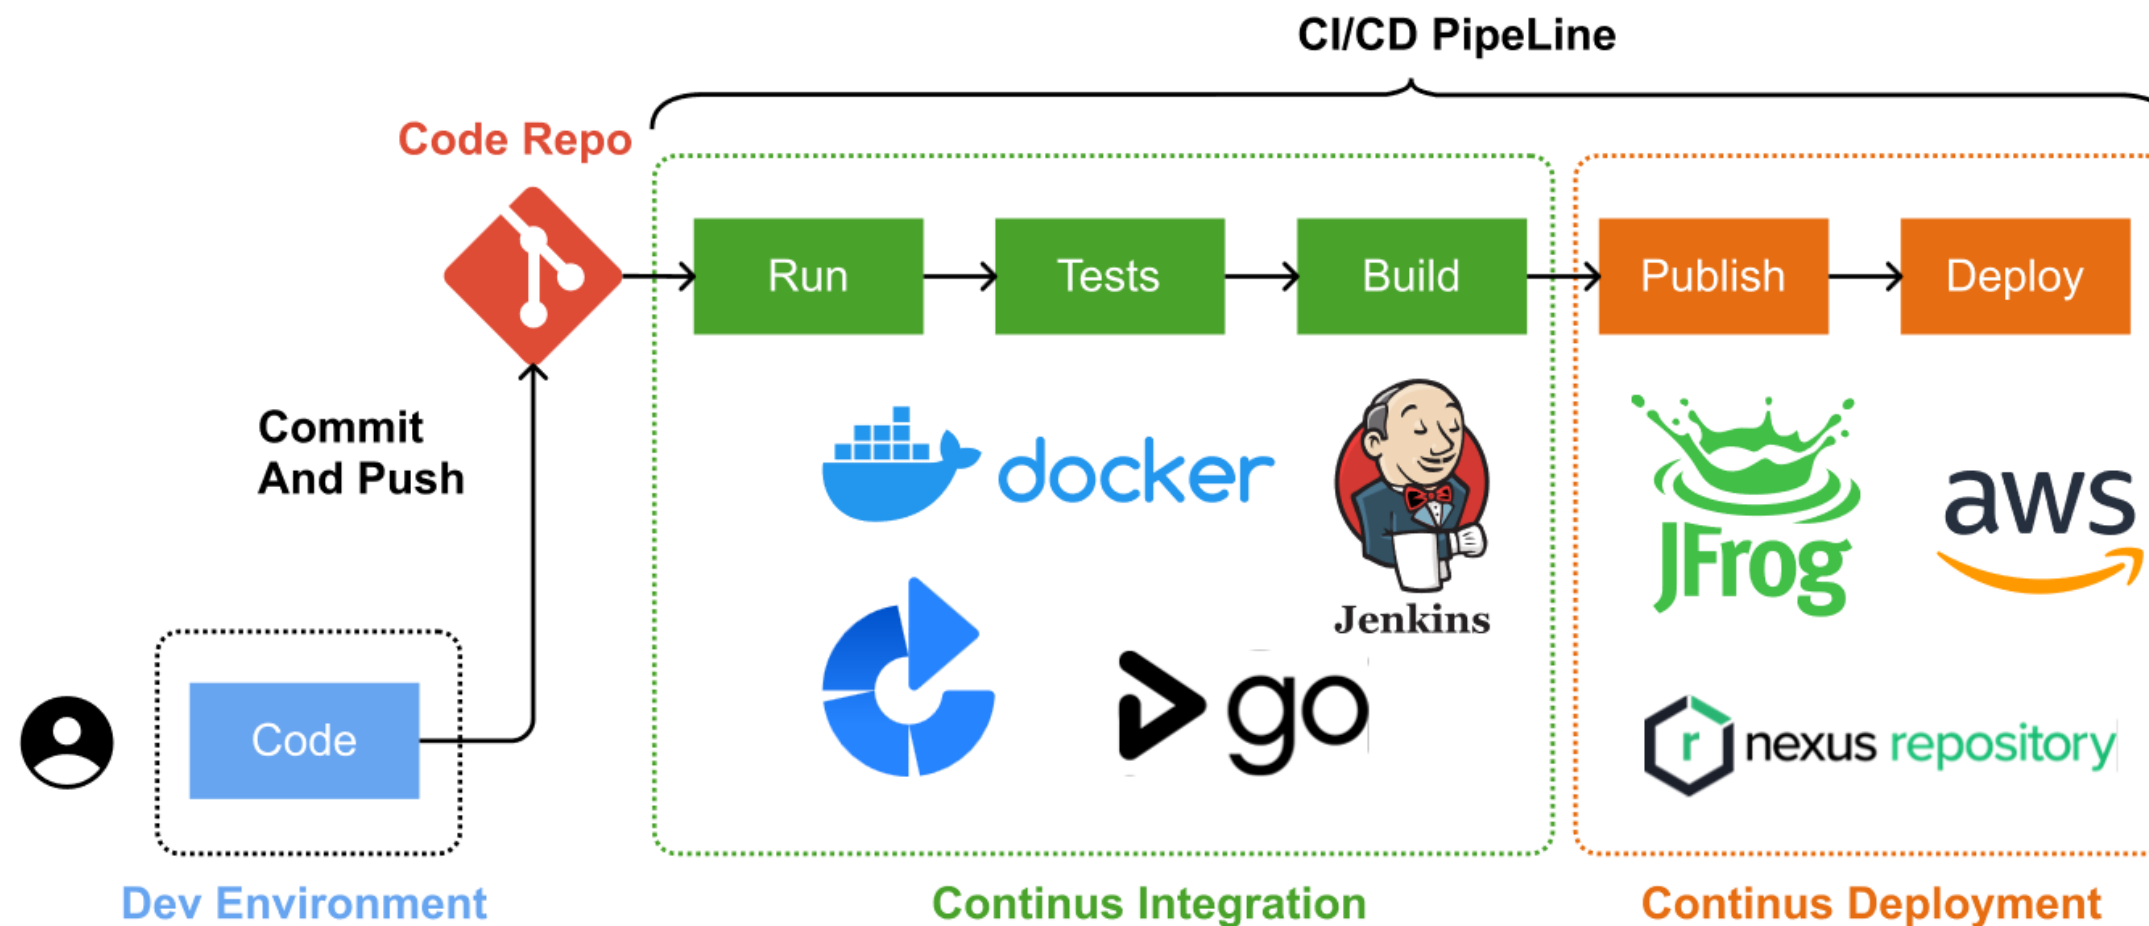 CI/CD PipeLine
Code Repo
Run
Tests
Build
Publish
Deploy
Commit
And Push
docker
Jenkins
JFrog
aws
go
r
nexus repository
Code
Dev Environment
Continus Integration
Continus Deployment